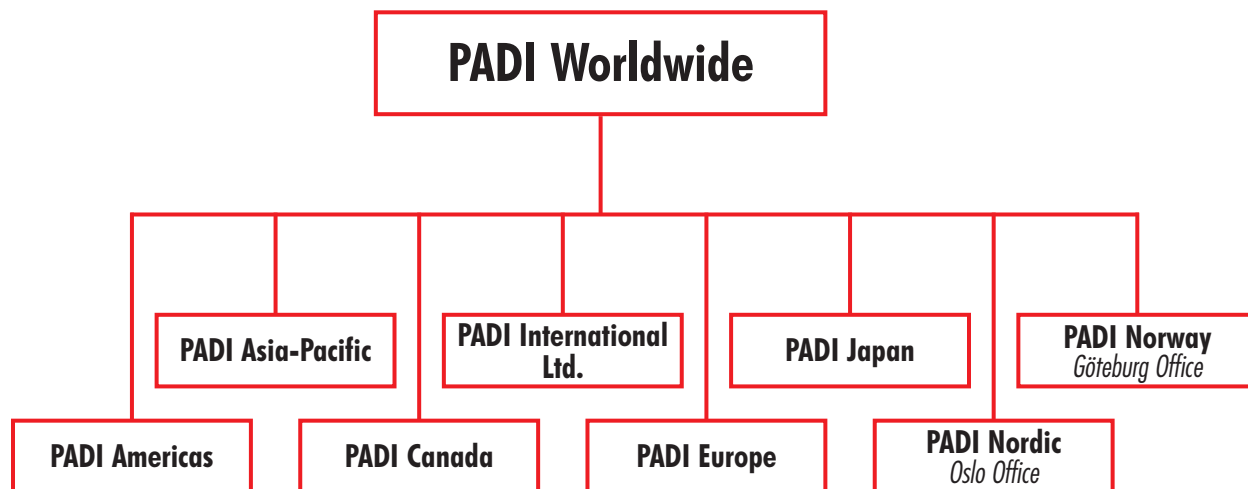 PADI Worldwide
PADI Asia-Pacific
PADI International
Ltd.
PADI Japan
PADI Norway
Göteburg Office
PADI Americas
PADI Canada
PADI Europe
PADI Nordic
Oslo Office